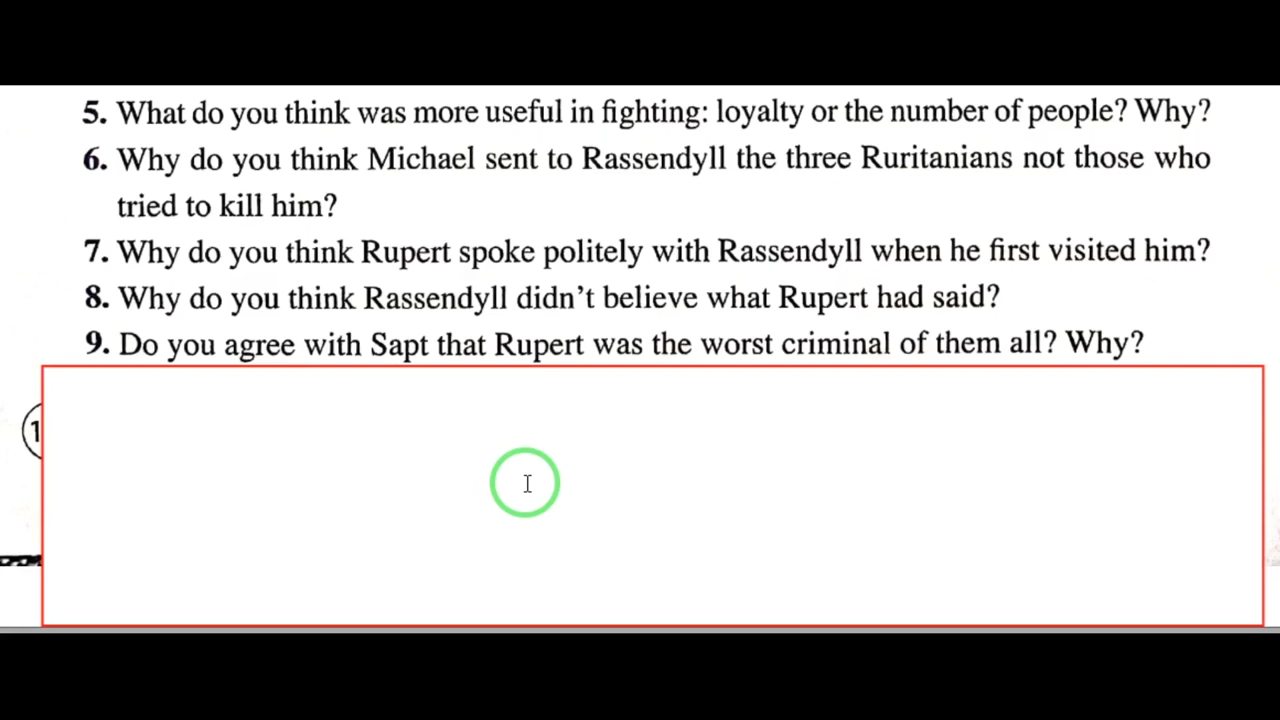 5. What do you think was more useful in fighting: loyalty or the number of people? Why?
6. Why do you think Michael sent to Rassendyll the three Ruritanians not those who
tried to kill him?
7. Why do you think Rupert spoke politely with Rassendyll when he first visited him?
8. Why do you think Rassendyll didn't believe what Rupert had said?
9. Do you agree with Sapt that Rupert was the worst criminal of them all? Why?